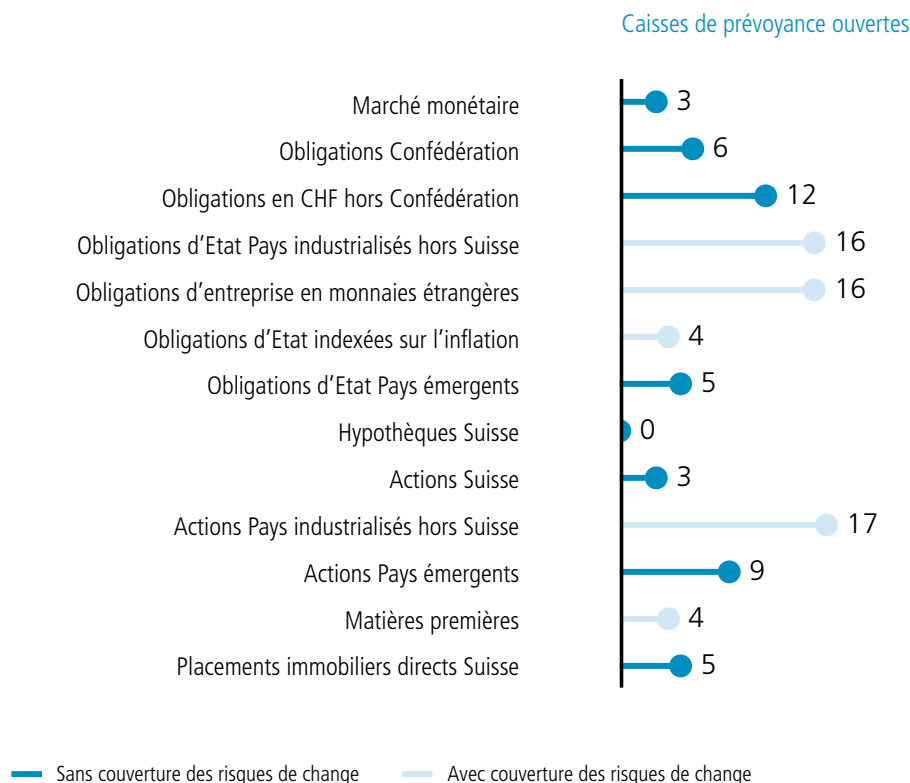 Caisses de prévoyance ouvertes
Marché monétaire 3
Obligations Confédération 6
Obligations en CHF hors Confédération 12
Obligations d’Etat Pays industrialisés hors Suisse 16
Obligations d’entreprise en monnaies étrangères 16
Obligations d’Etat indexées sur l’inflation 4
Obligations d’Etat Pays émergents 5
Hypothèques Suisse 0
Actions Suisse 3
Actions Pays industrialisés hors Suisse 17
Actions Pays émergents 9
Matières premières 4
Placements immobiliers directs Suisse 5
Sans couverture des risques de change Avec couverture des risques de change